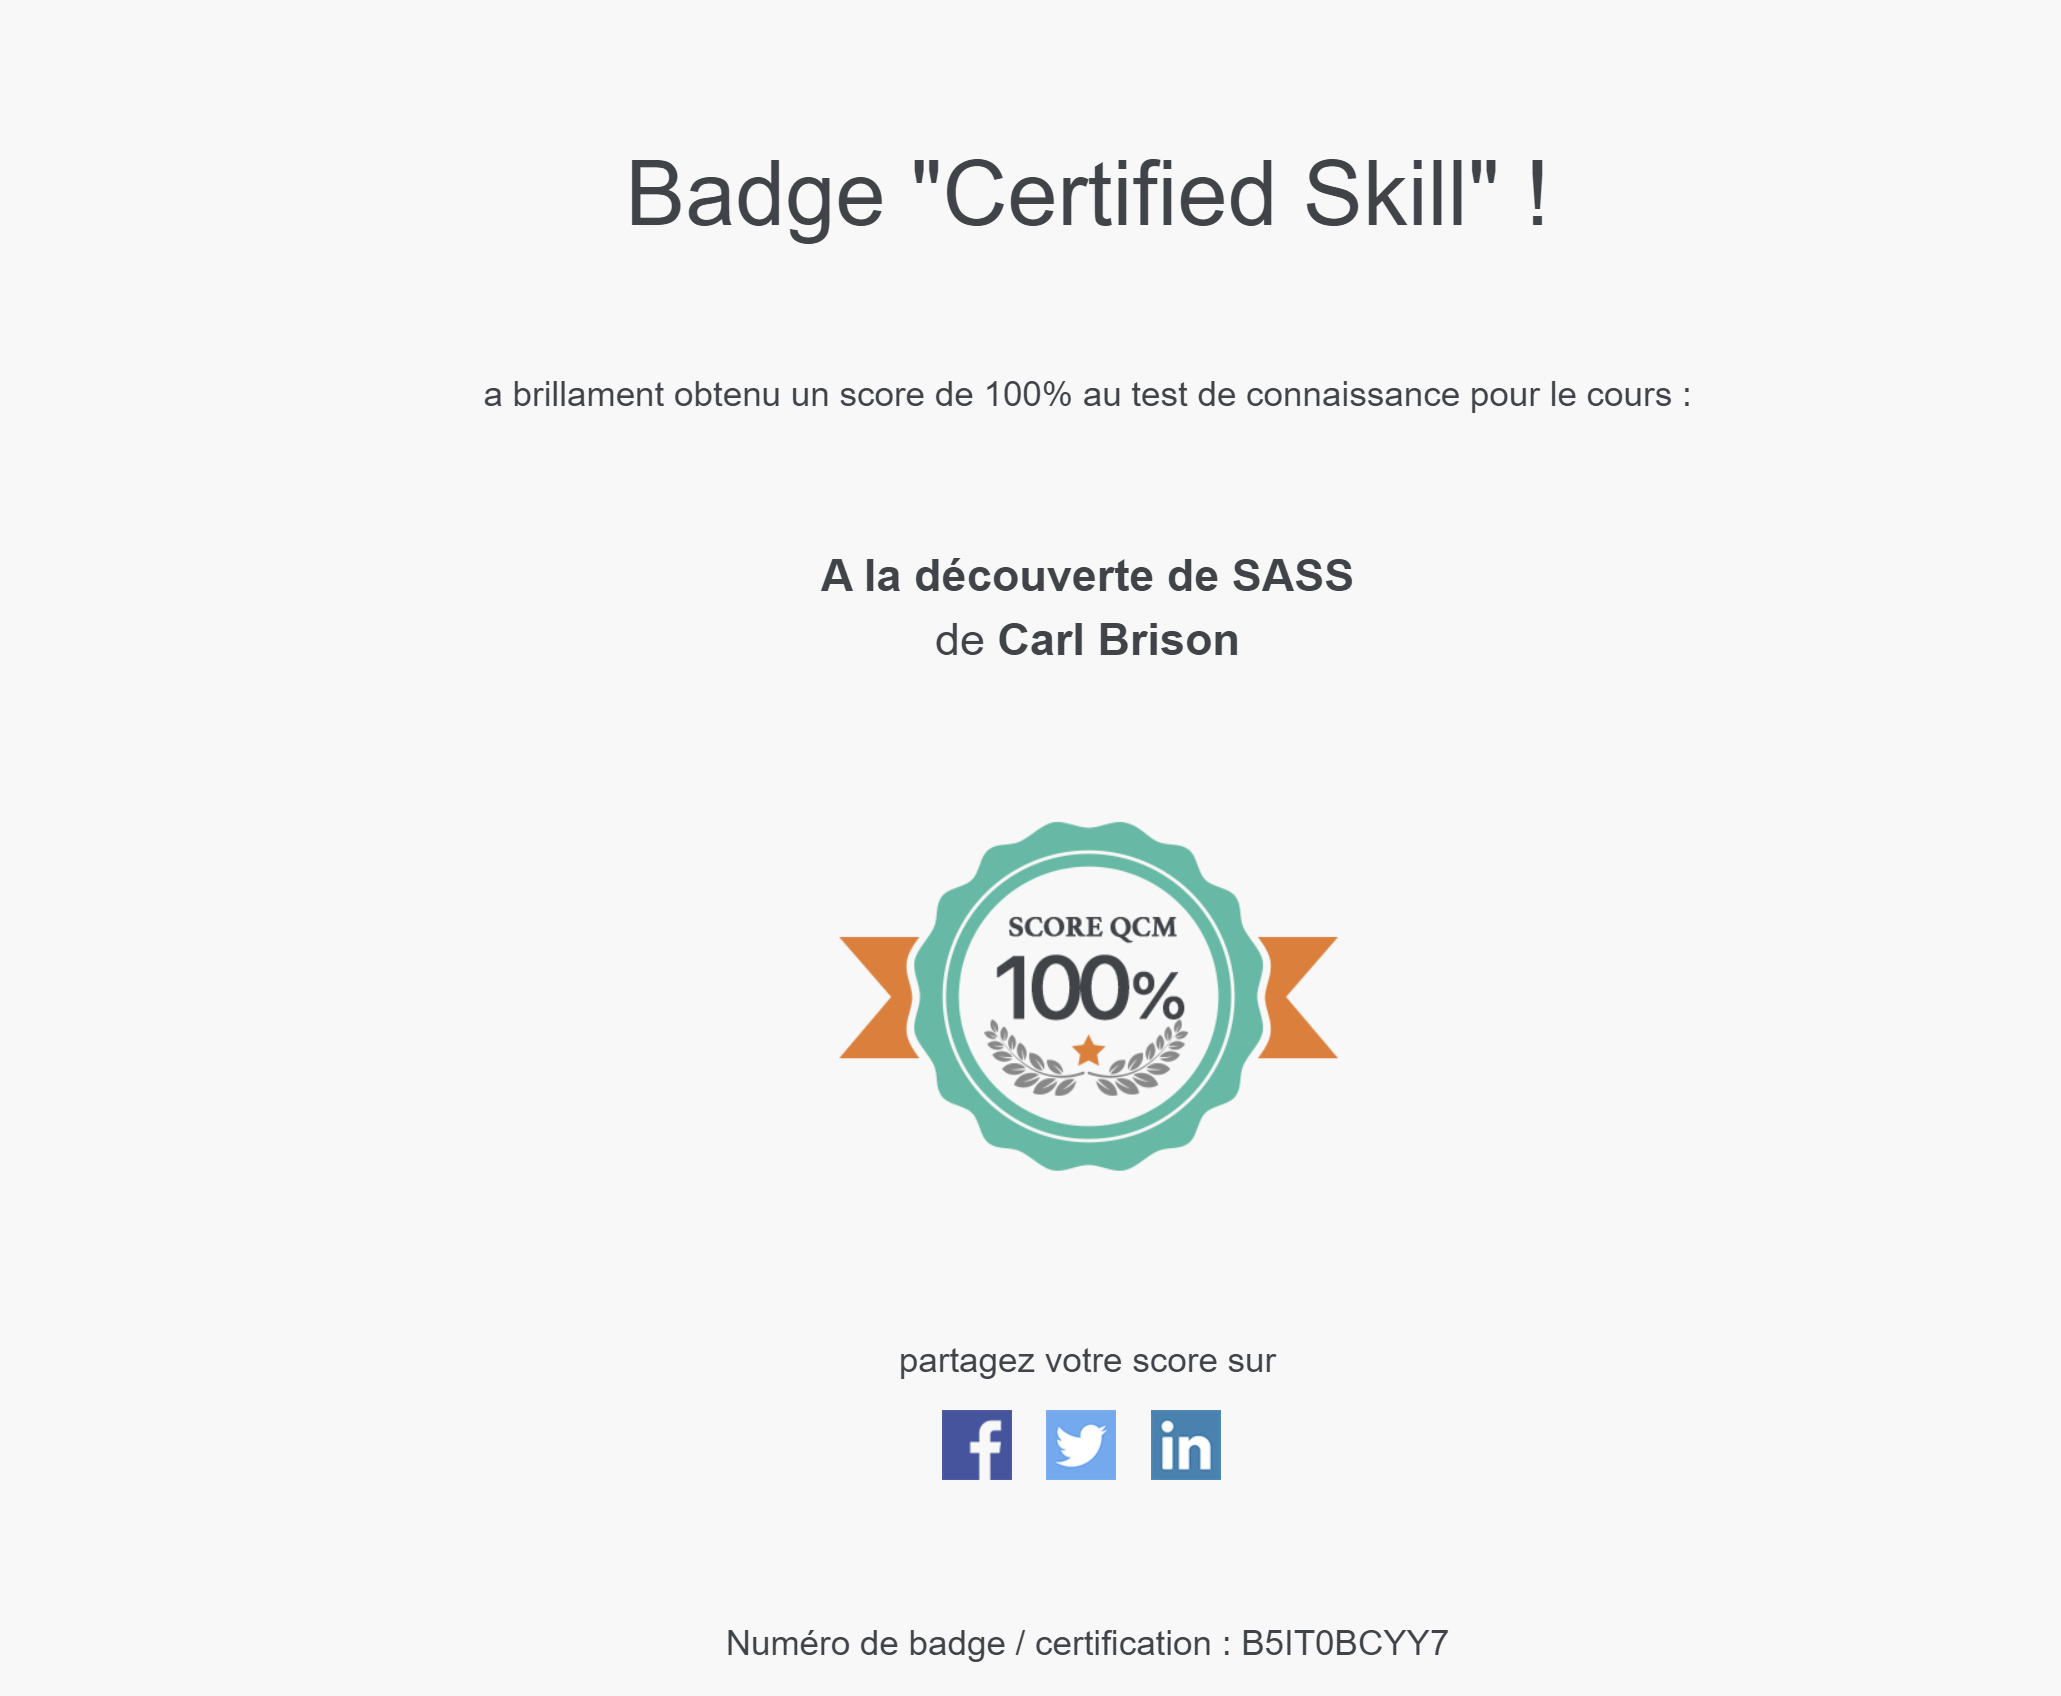 Badge "Certified Skill" !
a brillament obtenu un score de 100% au test de connaissance pour le cours :
A la découverte de SASS
de Carl Brison
SCORE QCM
100%
partagez votre score sur
f
in
Numéro de badge / certification : B5IT0BCYY7